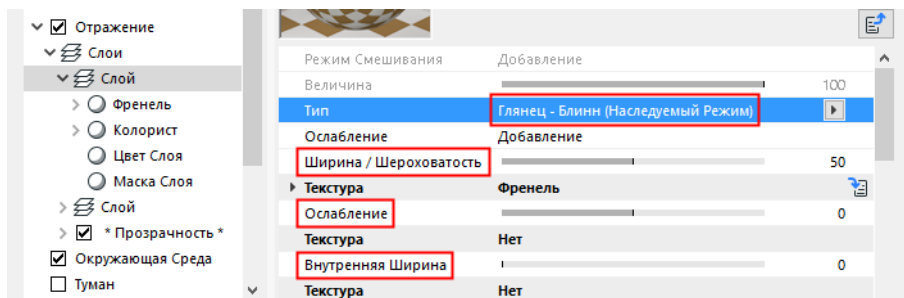 Отражение
Слои
Слой
Френель
Колорист
Цвет Слоя
Маска Слоя
Слой
* Прозрачность *
Окружающая Среда
Туман
Режим Смешивания Добавление
Величина 100
Тип Глянец - Блинн (Наследуемый Режим)
Ослабление Добавление
Ширина / Шероховатость 50
Текстура Френель
Ослабление 0
Текстура Нет
Внутренняя Ширина 0
Текстура Нет